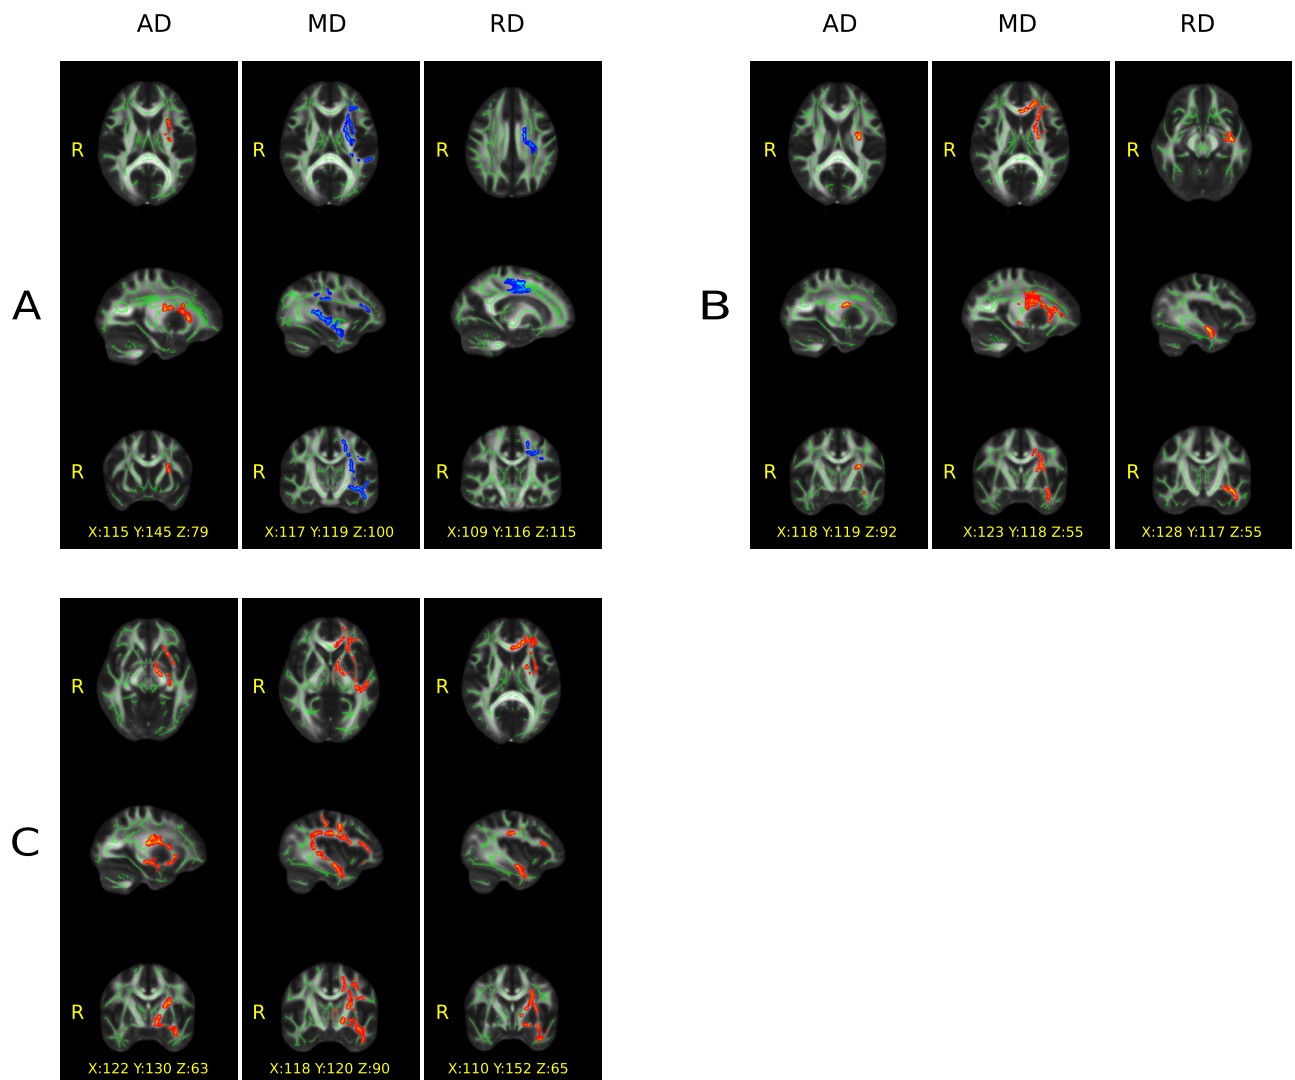 AD MD RD
AD MD RD
A
R R R
R R R
X:115 Y:145 Z:79 X:117 Y:119 Z:100 X:109 Y:116 Z:115
B
R R R
R R R
X:118 Y:119 Z:92 X:123 Y:118 Z:55 X:128 Y:117 Z:55
C
R R R
R R R
X:122 Y:130 Z:63 X:118 Y:120 Z:90 X:110 Y:152 Z:65